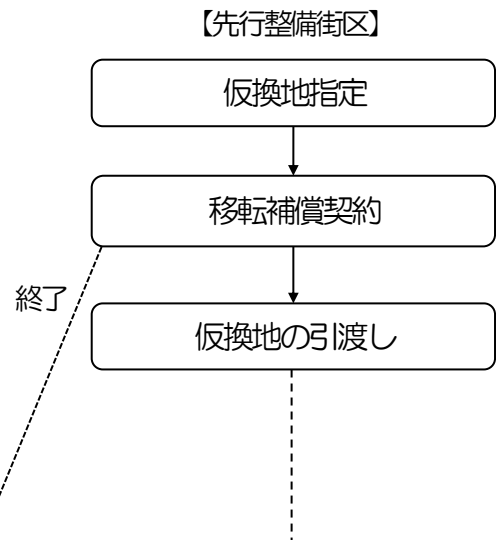 【先行整備街区】
仮換地指定
移転補償契約
終了
仮換地の引渡し